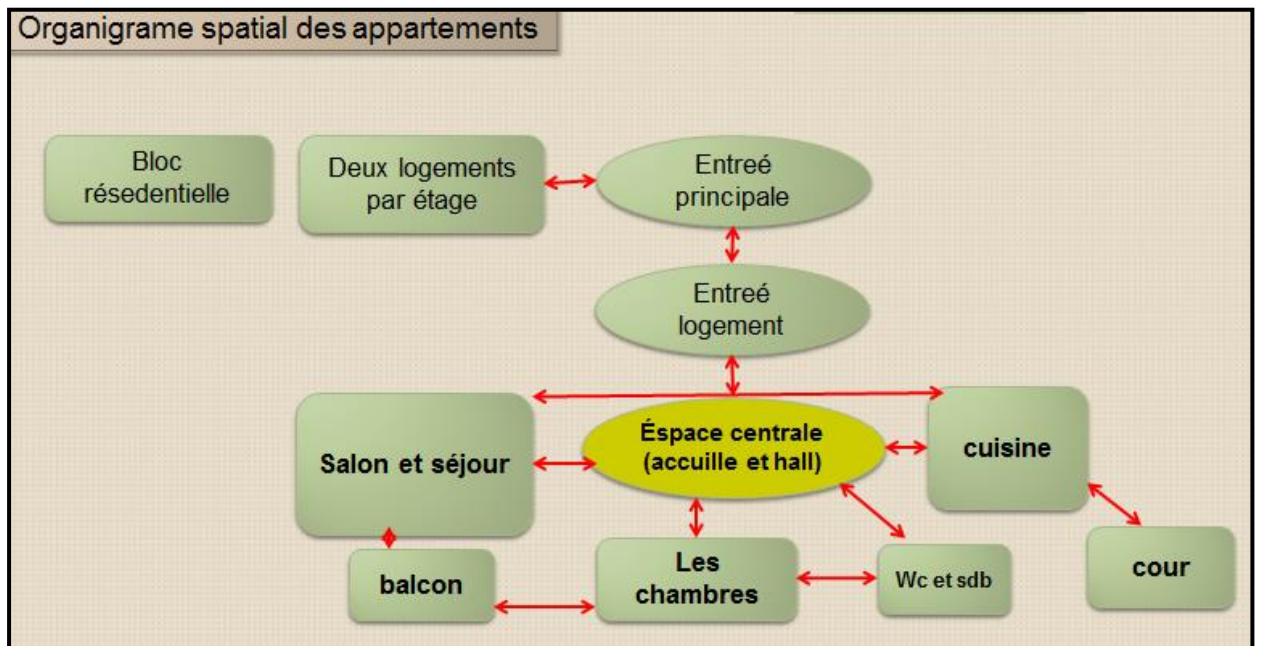 Organigrame spatial des appartements
Bloc
résedentielle
Deux logements
par étage
Entreé
principale
Entreé
logement
Salon et séjour
Éspace centrale
(accuille et hall)
cuisine
balcon
Les
chambres
Wc et sdb
cour